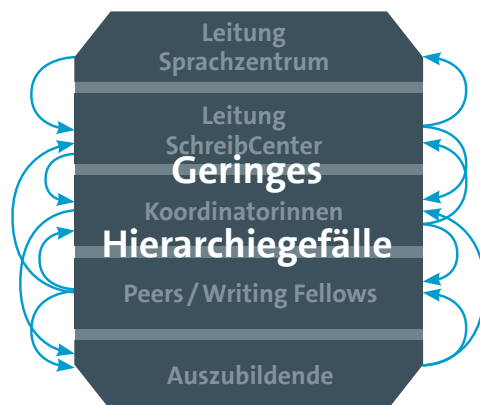 Leitung
Sprachzentrum
Leitung
SchreibCenter
Geringes
Koordinatorinnen
Hierarchiegefälle
Peers / Writing Fellows
Auszubildende